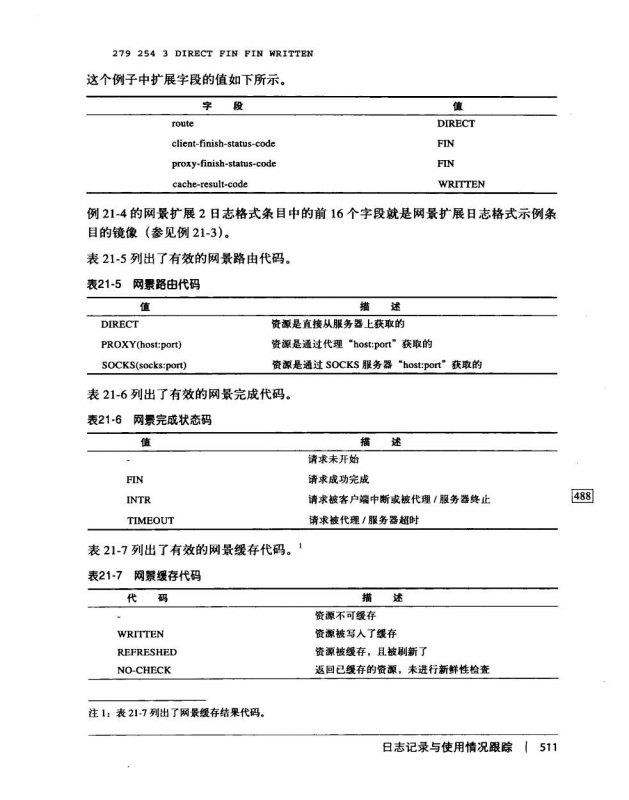 279 254 3 DIRECT FIN FIN WRITTEN
这个例子中扩展字段的值如下所示。
字 段 值
route DIRECT
client-finish-status-code FIN
proxy-finish-status-code FIN
cache-result-code WRITTEN
例 21-4 的网景扩展 2 日志格式条目中的前 16 个字段就是网景扩展日志格式示例条
目的镜像（参见例 21-3）。
表 21-5 列出了有效的网景路由代码。
表21-5 网景路由代码
值 描 述
DIRECT 资源是直接从服务器上获取的
PROXY(host:port) 资源是通过代理“host:port”获取的
SOCKS(socks:port) 资源是通过 SOCKS 服务器“host:port”获取的
表 21-6 列出了有效的网景完成代码。
表21-6 网景完成状态码
值 描 述
- 请求未开始
FIN 请求成功完成
INTR 请求被客户端中断或被代理 / 服务器终止
TIMEOUT 请求被代理 / 服务器超时
488
表 21-7 列出了有效的网景缓存代码。1
表21-7 网景缓存代码
代 码 描 述
- 资源不可缓存
WRITTEN 资源被写入了缓存
REFRESHED 资源被缓存，且被刷新了
NO-CHECK 返回已缓存的资源，未进行新鲜性检查
注 1：表 21-7 列出了网景缓存结果代码。
日志记录与使用情况跟踪 | 511